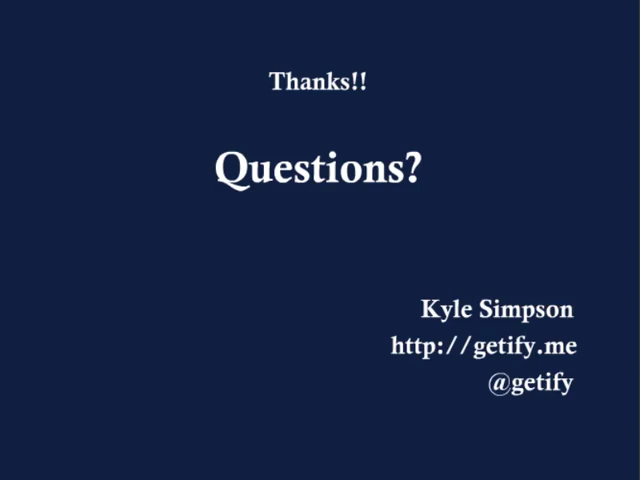 Thanks!!
Questions?
Kyle Simpson
http://getify.me
@getify